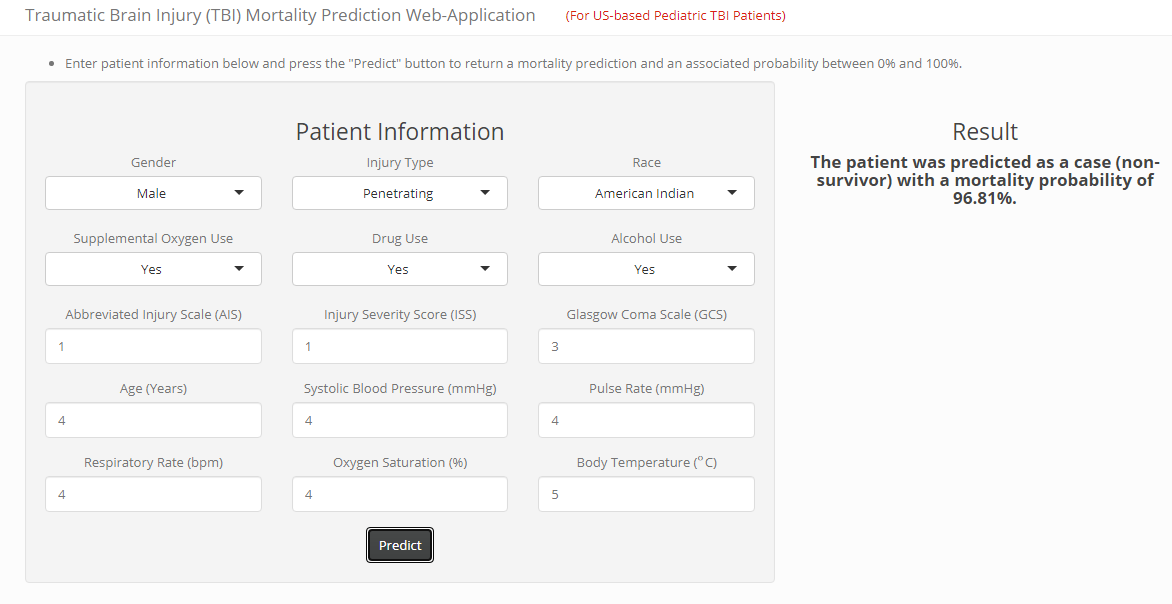 Traumatic Brain Injury (TBI) Mortality Prediction Web-Application (For US-based Pediatric TBI Patients)
Enter patient information below and press the "Predict" button to return a mortality prediction and an associated probability between 0% and 100%.
Patient Information
Gender Injury Type Race
Male Penetrating American Indian
Supplemental Oxygen Use Drug Use Alcohol Use
Yes Yes Yes
Abbreviated Injury Scale (AIS) Injury Severity Score (ISS) Glasgow Coma Scale (GCS)
1 1 3
Age (Years) Systolic Blood Pressure (mmHg) Pulse Rate (mmHg)
4 4 4
Respiratory Rate (bpm) Oxygen Saturation (%) Body Temperature (°C)
4 4 5
Predict
Result
The patient was predicted as a case (non-
survivor) with a mortality probability of
96.81%.